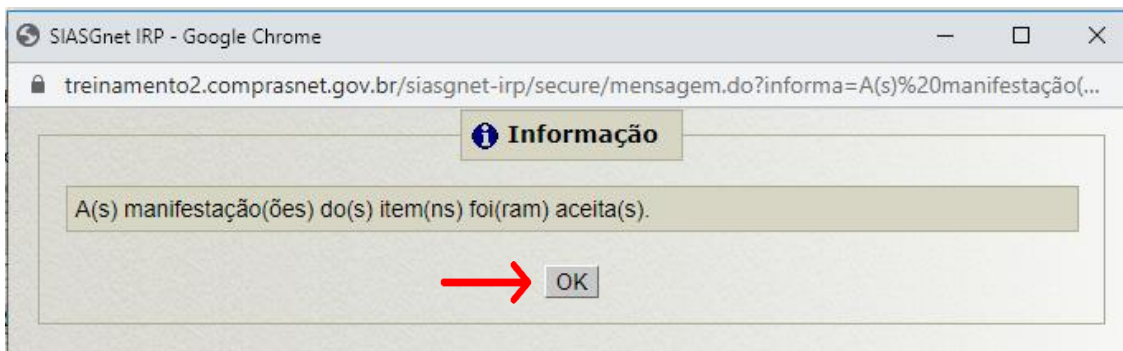 SIASGnet IRP - Google Chrome
treinamento2.comprasnet.gov.br/siasgnet-irp/secure/mensagem.do?informa=A(s)%20manifestação(...
Informação
A(s) manifestação(ões) do(s) item(ns) foi(ram) aceita(s).
OK